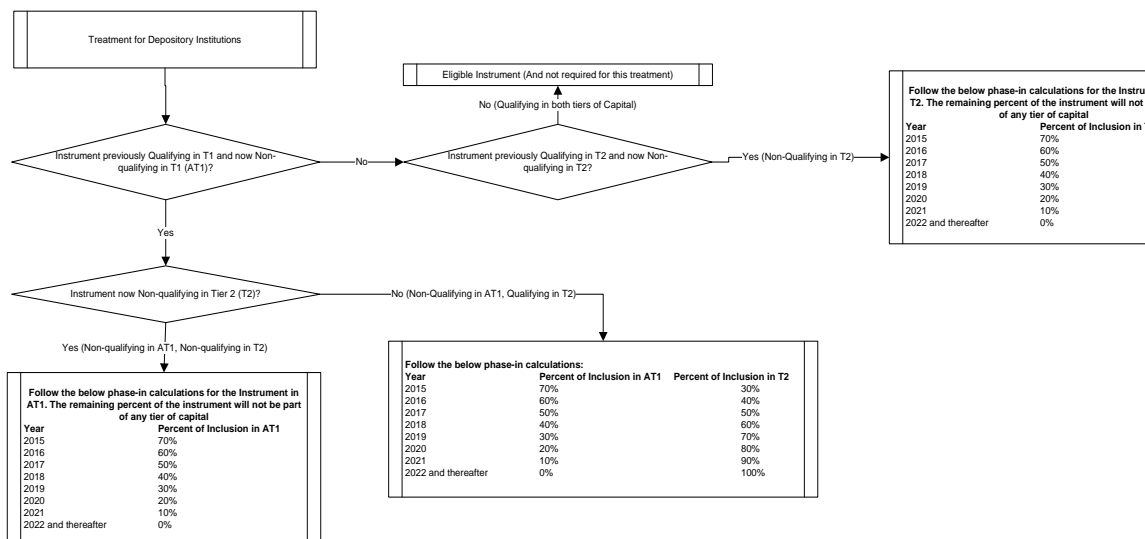 Treatment for Depository Institutions
Eligible Instrument (And not required for this treatment)
No (Qualifying in both tiers of Capital)
Instrument previously Qualifying in T1 and now Non-
qualifying in T1 (AT1)?
No
Instrument previously Qualifying in T2 and now Non-
qualifying in T2?
Yes (Non-Qualifying in T2)
Follow the below phase-in calculations for the
T2. The remaining percent of the instrument will not
of any tier of capital
Year Percent of Inclusion in
2015 70%
2016 60%
2017 50%
2018 40%
2019 30%
2020 20%
2021 10%
2022 and thereafter 0%
Yes
Instrument now Non-qualifying in Tier 2 (T2)?
No (Non-Qualifying in AT1, Qualifying in T2)
Yes (Non-qualifying in AT1, Non-qualifying in T2)
Follow the below phase-in calculations for the Instrument in
AT1. The remaining percent of the instrument will not be part
of any tier of capital
Year Percent of Inclusion in AT1
2015 70%
2016 60%
2017 50%
2018 40%
2019 30%
2020 20%
2021 10%
2022 and thereafter 0%
Follow the below phase-in calculations:
Year Percent of Inclusion in AT1 Percent of Inclusion in T2
2015 70% 30%
2016 60% 40%
2017 50% 50%
2018 40% 60%
2019 30% 70%
2020 20% 80%
2021 10% 90%
2022 and thereafter 0% 100%